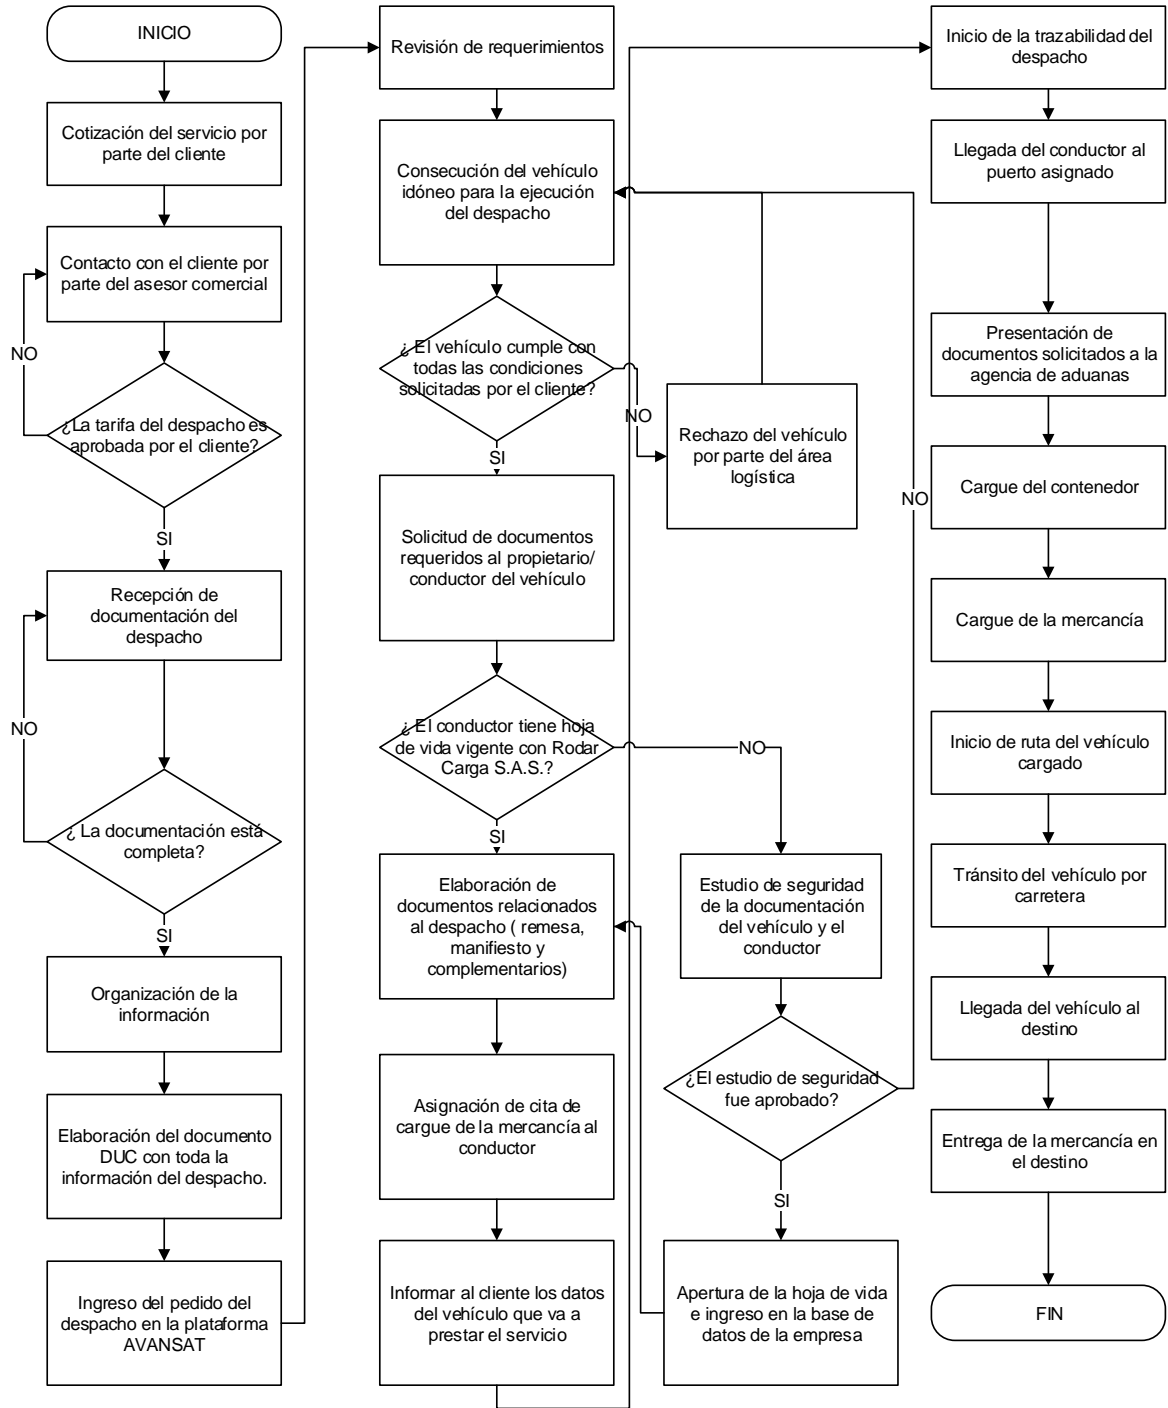 INICIO
Cotización del servicio por
parte del cliente
Contacto con el cliente por
parte del asesor comercial
NO
¿La tarifa del despacho es
aprobada por el cliente?
SI
Recepción de
documentación del
despacho
NO
¿ La documentación está
completa?
SI
Organización de la
información
Elaboración del documento
DUC con toda la
información del despacho.
Ingreso del pedido del
despacho en la plataforma
AVANSAT
Revisión de requerimientos
Consecución del vehículo
idóneo para la ejecución
del despacho
¿ El vehículo cumple con
todas las condiciones
solicitadas por el cliente?
NO
SI
Rechazo del vehículo
por parte del área
logística
Solicitud de documentos
requeridos al propietario/
conductor del vehículo
¿ El conductor tiene hoja
de vida vigente con Rodar
Carga S.A.S.?
NO
SI
Elaboración de
documentos relacionados
al despacho ( remesa,
manifiesto y
complementarios)
Asignación de cita de
cargue de la mercancía al
conductor
Informar al cliente los datos
del vehículo que va a
prestar el servicio
Estudio de seguridad
de la documentación
del vehículo y el
conductor
¿El estudio de seguridad
fue aprobado?
NO
SI
Apertura de la hoja de vida
e ingreso en la base de
datos de la empresa
Inicio de la trazabilidad del
despacho
Llegada del conductor al
puerto asignado
Presentación de
documentos solicitados a la
agencia de aduanas
Cargue del contenedor
Cargue de la mercancía
Inicio de ruta del vehículo
cargado
Tránsito del vehículo por
carretera
Llegada del vehículo al
destino
Entrega de la mercancía en
el destino
FIN